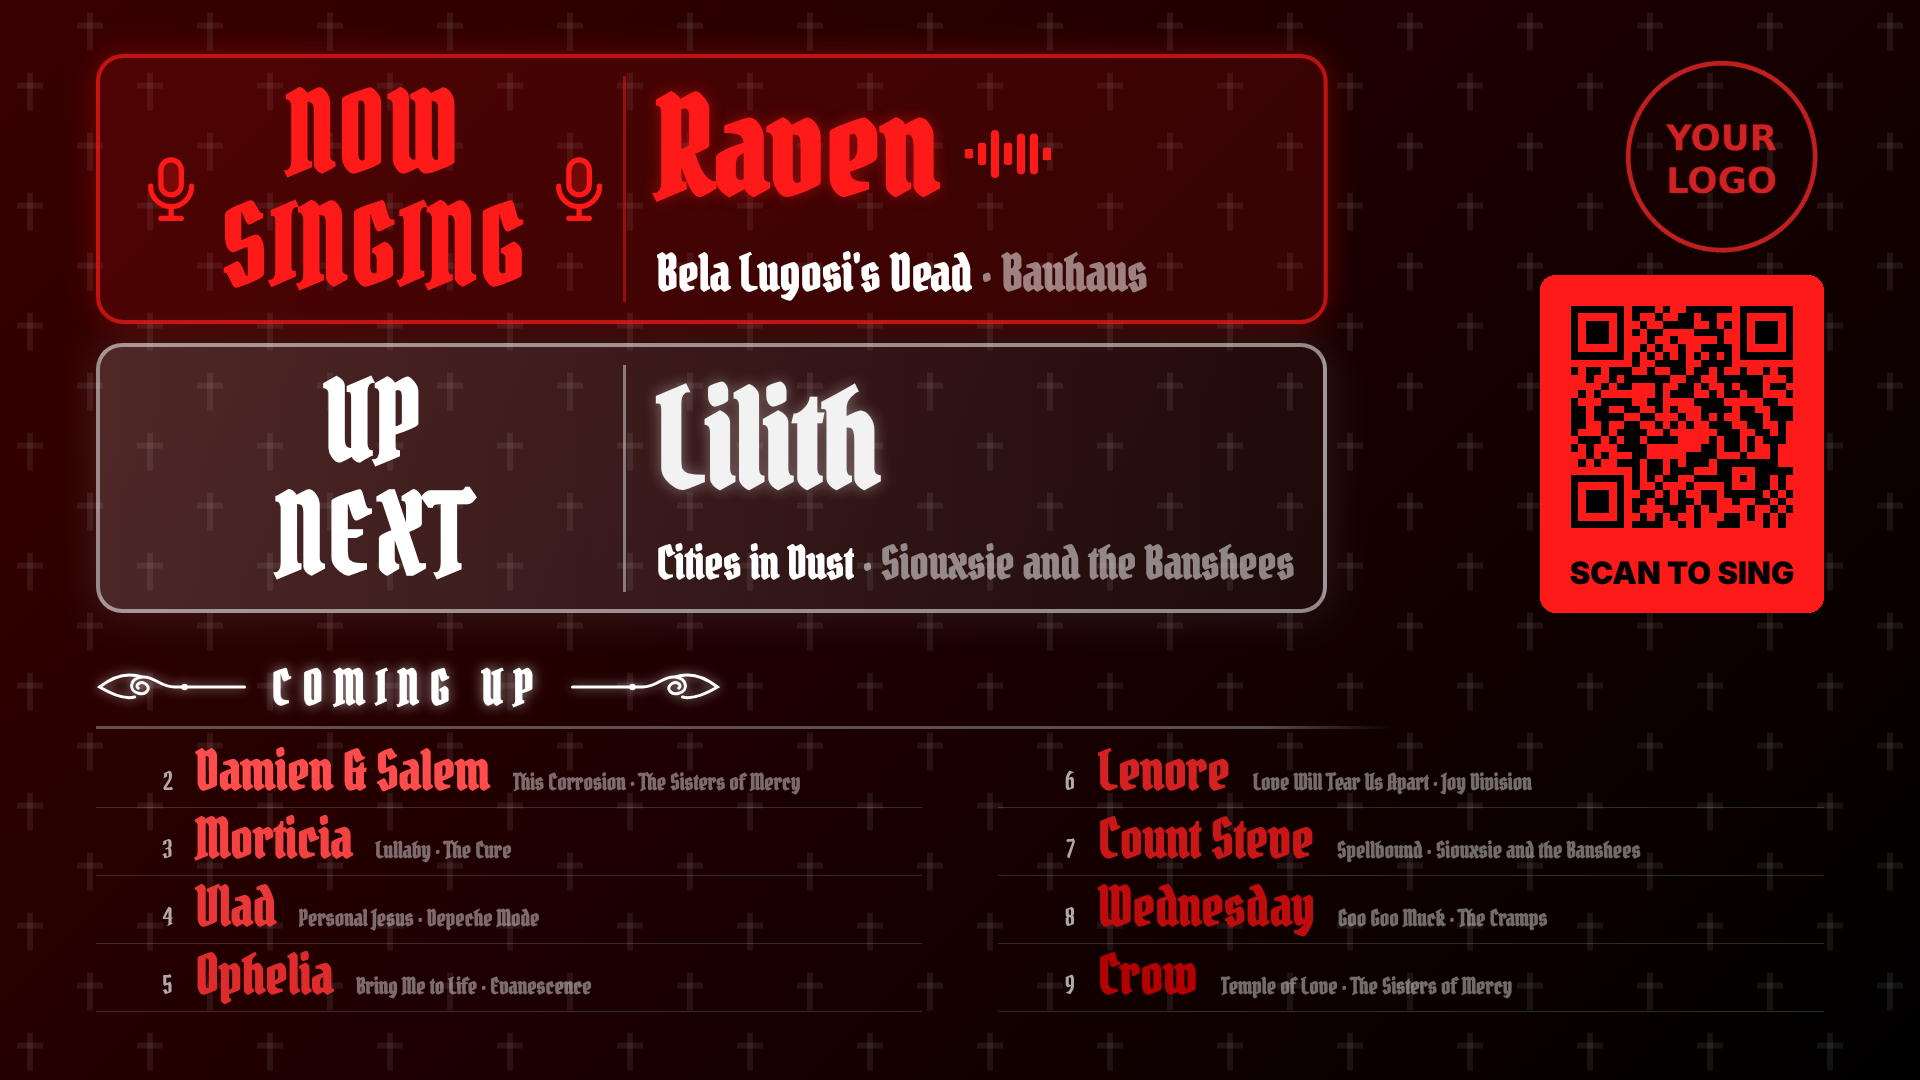 NOW
SINGING
Raven
Bela Lugosi's Dead · Bauhaus
YOUR
LOGO
UP
NEXT
Lilith
Cities in Dust · Siouxsie and the Banshees
SCAN TO SING
COMING UP
2 Damien & Salem This Corrosion · The Sisters of Mercy
3 Morticia Lullaby · The Cure
4 Vlad Personal Jesus · Depeche Mode
5 Ophelia Bring Me to Life · Evanescence
6 Lenore Love Will Tear Us Apart · Joy Division
7 Count Steve Spellbound · Siouxsie and the Banshees
8 Wednesday Goo Goo Muck · The Cramps
9 Crow Temple of Love · The Sisters of Mercy